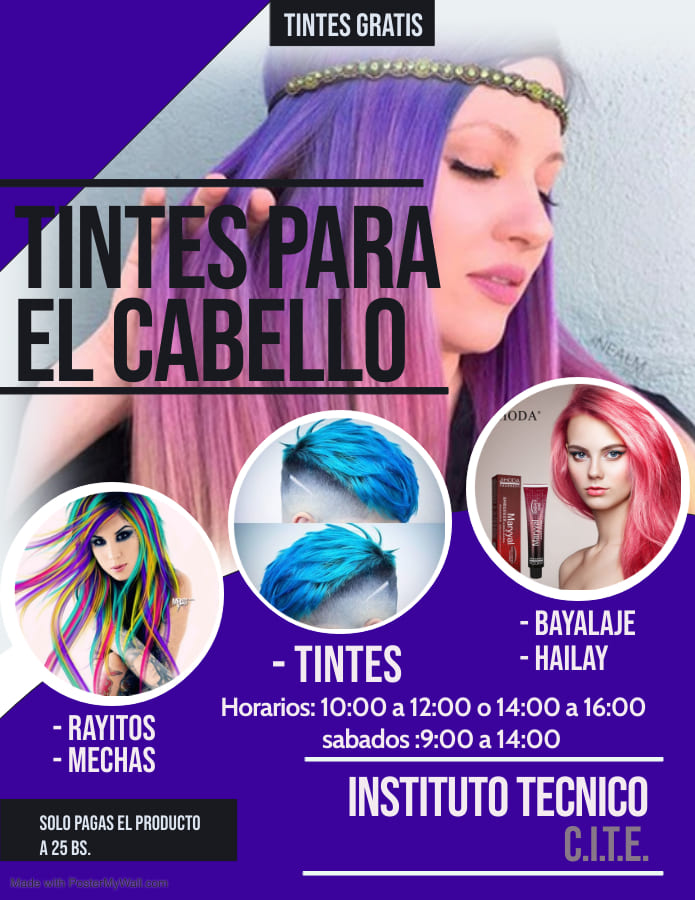 TINTES GRATIS
TINTES PARA
EL CABELLO
- RAYITOS
- MECHAS
- TINTES
- BAYALAJE
- HAILAY
Horarios: 10:00 a 12:00 o 14:00 a 16:00
sabados :9:00 a 14:00
INSTITUTO TECNICO
C.I.T.E.
SOLO PAGAS EL PRODUCTO
A 25 BS.
Made with PosterMyWall.com